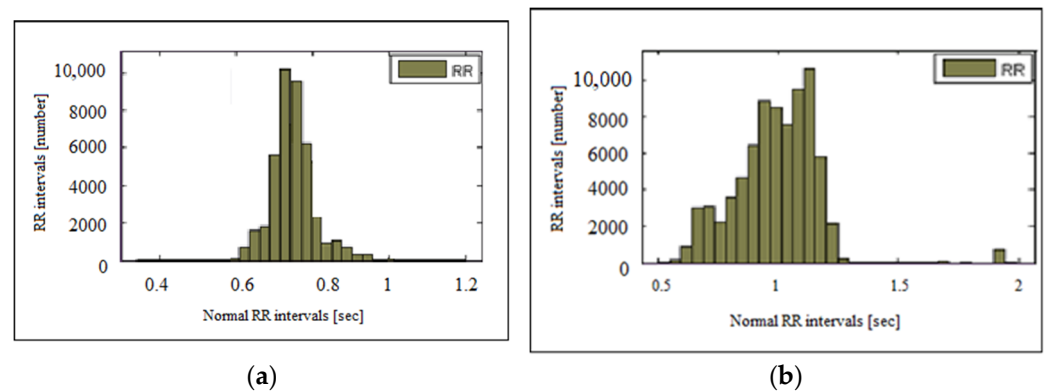 RR
RR intervals [number]
10,000
8000
6000
4000
2000
0
0.4 0.6 0.8 1 1.2
Normal RR intervals [sec]
(a)
RR
RR intervals [number]
10,000
8000
6000
4000
2000
0
0.5 1 1.5 2
Normal RR intervals [sec]
(b)